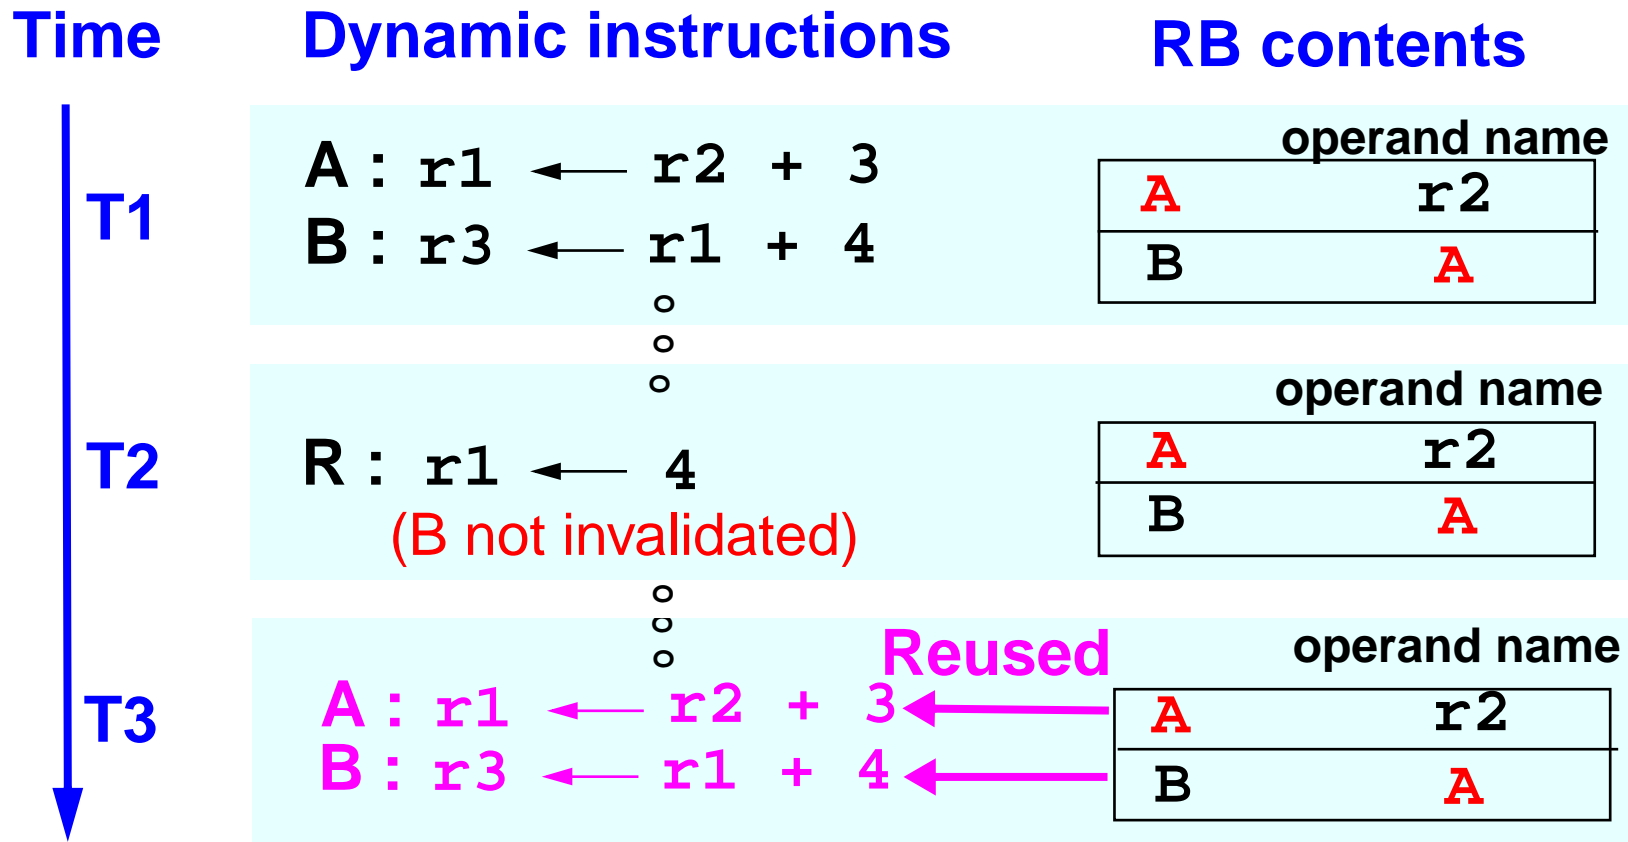 Time Dynamic instructions RB contents
operand name
T1
A : r1 ← r2 + 3
A r2
B : r3 ← r1 + 4
B A
operand name
T2
R : r1 ← 4
A r2
(B not invalidated)
B A
Reused operand name
T3
A : r1 ← r2 + 3
A r2
B : r3 ← r1 + 4
B A